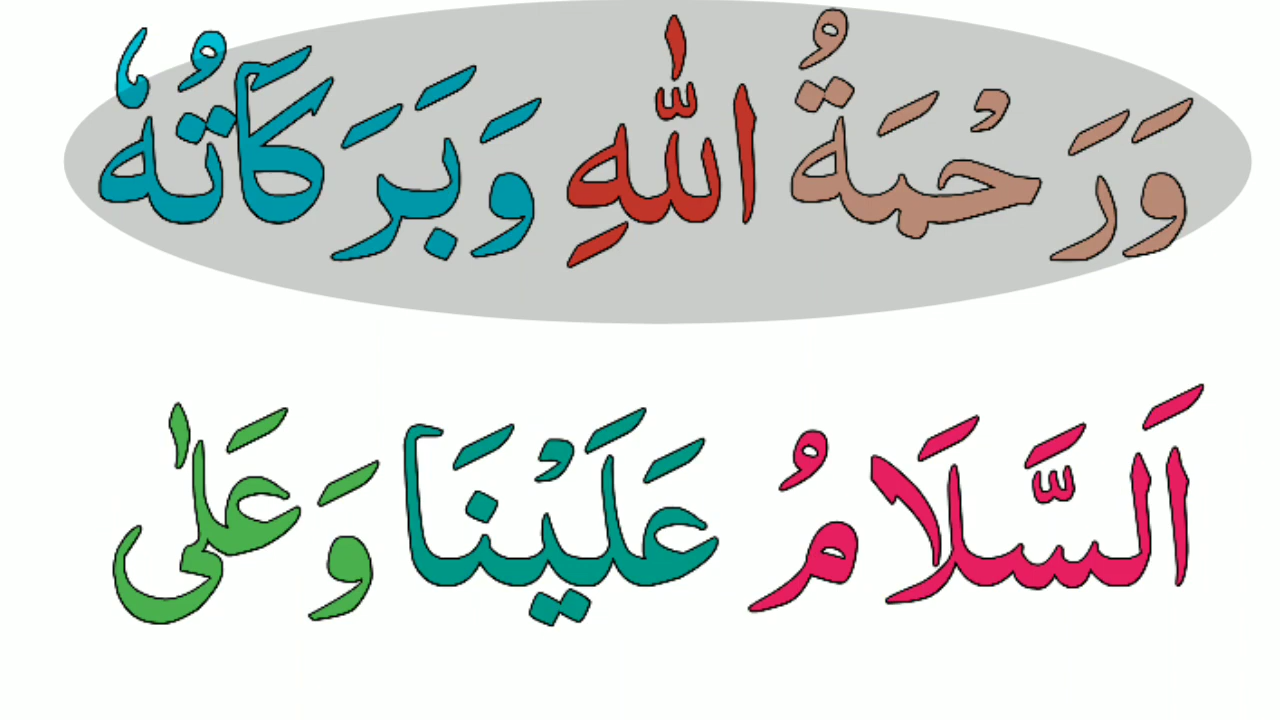 وَرَحْمَةُ اللّٰهِ وَبَرَكَاتُهٗ
اَلسَّلَامُ عَلَيْنَا وَعَلٰى